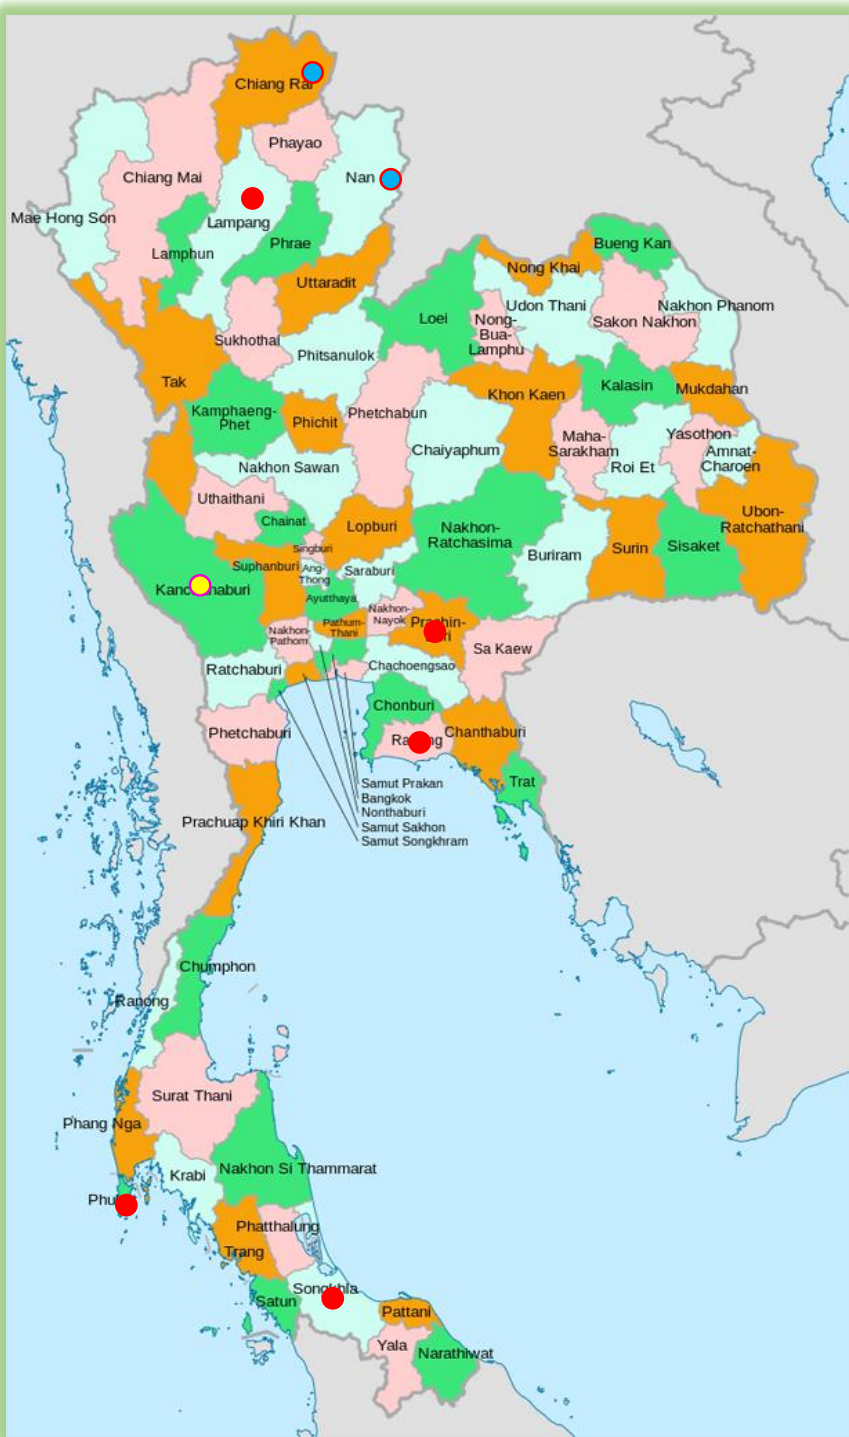 Chiang Rai
Phayao
Chiang Mai
Nan
Mae Hong Son
Lampang
Lamphun
Phrae
Uttaradit
Bueng Kan
Nong Khai
Loei
Udon Thani
Nakhon Phanom
Nong-
Bua-
Lamphu
Sakon Nakhon
Sukhothai
Phitsanulok
Tak
Khon Kaen
Kalasin
Mukdahan
Kamphaeng-
Phet
Phichit
Phetchabun
Chaiyaphum
Maha-
Sarakham
Roi Et
Yasothon
Amnat-
Charoen
Nakhon Sawan
Uthaithani
Chainat
Lopburi
Nakhon-
Ratchasima
Buriram
Surin
Sisaket
Ubon-
Ratchathani
Singburi
Suphanburi
Ang-
Thong
Saraburi
Ayutthaya
Nakhon-
Nayok
Pathum-
Thani
Nakhon-
Pathom
Sa Kaew
Ratchaburi
Chachoengsao
Chonburi
Chanthaburi
Phetchaburi
Trat
Samut Prakan
Bangkok
Nonthaburi
Samut Sakhon
Samut Songkhram
Prachuap Khiri Khan
Chumphon
Ranong
Surat Thani
Phang Nga
Krabi
Nakhon Si Thammarat
Phatthalung
Trang
Songkhla
Satun
Pattani
Yala
Narathiwat